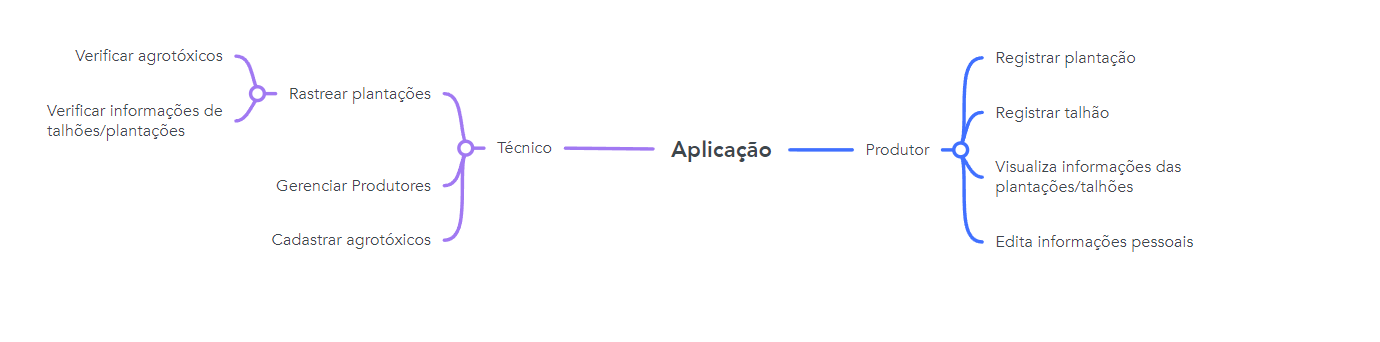 Verificar agrotóxicos
Verificar informações de
talhões/plantações
Rastrear plantações
Gerenciar Produtores
Cadastrar agrotóxicos
Técnico
Aplicação
Produtor
Registrar plantação
Registrar talhão
Visualiza informações das
plantações/talhões
Edita informações pessoais